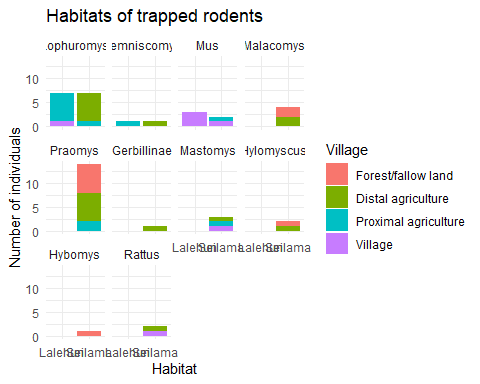 Habitats of trapped rodents
ophuromys emniscomy Mus Malacomys
10
5
0
Praomys Gerbillinae Mastomys Hylomyscus
10
5
0
Hybomys Rattus
10
5
0
Number of individuals
Lalehun Seilama Lalehun Seilama
Lalehun Seilama Lalehun Seilama
Habitat
Village
Forest/fallow land
Distal agriculture
Proximal agriculture
Village